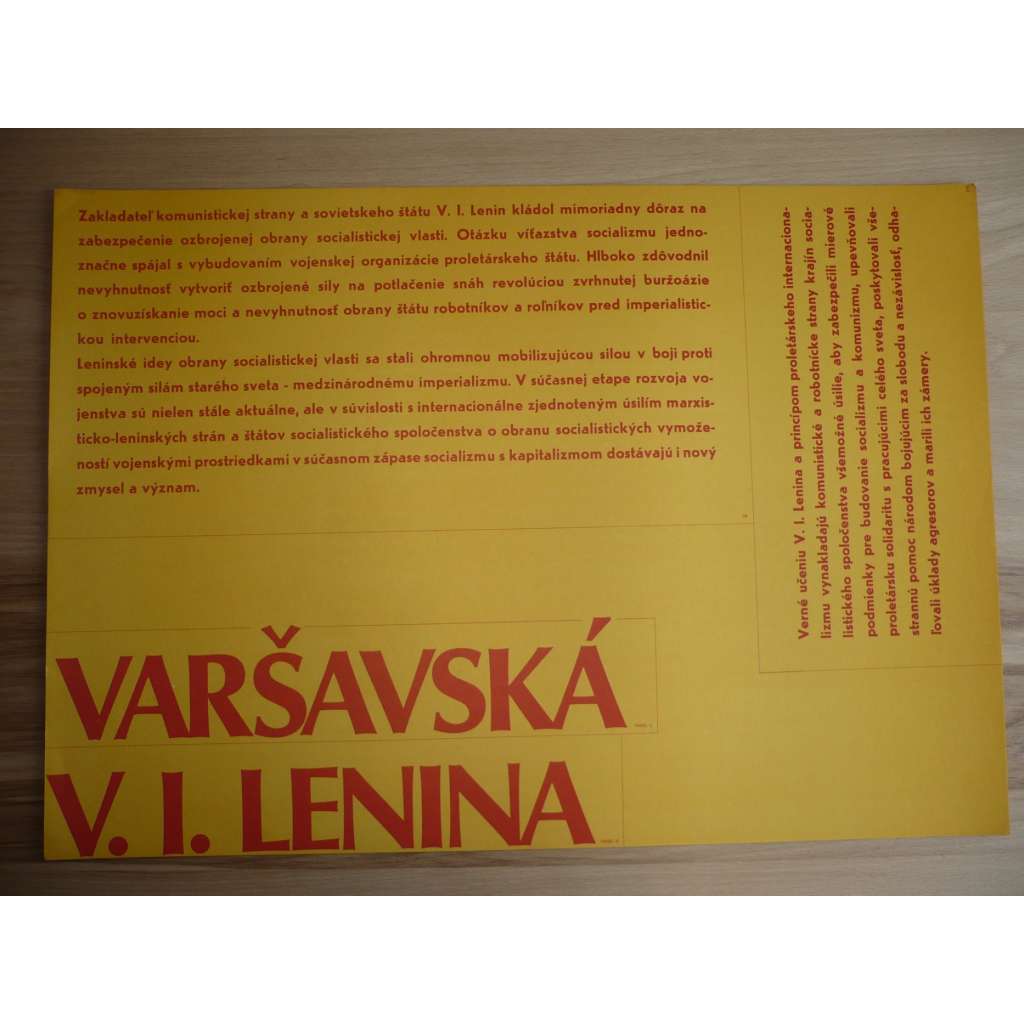 Zakladateľ komunistickej strany a sovietskeho štátu V. I. Lenin kládol mimoriadny dôraz na
zabezpečenie ozbrojenej obrany socialistickej vlasti. Otázku víťazstva socializmu jedno-
značne spájal s vybudovaním vojenskej organizácie proletárskeho štátu. Hlboko zdôvodnil
nevyhnutnosť vytvoriť ozbrojené sily na potlačenie snáh revolúciou zvrhnutej buržoázie
o znovuzískanie moci a nevyhnutnosť obrany štátu robotníkov a roľníkov pred imperialistic-
kou intervenciou.
Leninské idey obrany socialistickej vlasti sa stali ohromnou mobilizujúcou silou v boji proti
spojeným silám starého sveta - medzinárodnému imperializmu. V súčasnej etape rozvoja vo-
jenstva sú nielen stále aktuálne, ale v súvislosti s internacionálne zjednoteným úsilím marxis-
ticko-leninských strán a štátov socialistického spoločenstva o obranu socialistických vymože-
ností vojenskými prostriedkami v súčasnom zápase socializmu s kapitalizmom dostávajú i nový
zmysel a význam.
Verné učeniu V. I. Lenina a princípom proletárskeho internaciona-
lizmu vynakladajú komunistické a robotnícke strany krajín socia-
listického spoločenstva všemožné úsilie, aby zabezpečili mierové
podmienky pre budovanie socializmu a komunizmu, upevňovali
proletársku solidaritu s pracujúcimi celého sveta, poskytovali vše-
strannú pomoc národom bojujúcim za slobodu a nezávislosť, odha-
ľovali úklady agresorov a marili ich zámery.
VARŠAVSKÁ
V. I. LENINA